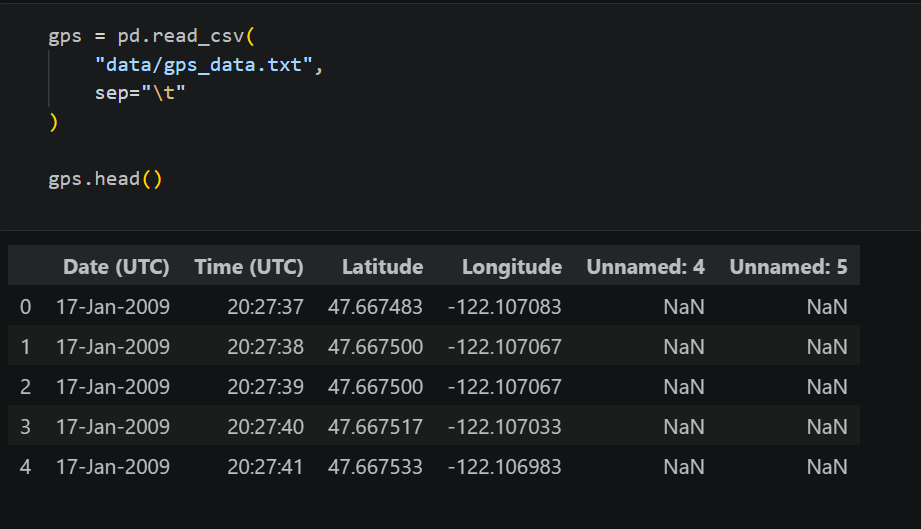 gps = pd.read_csv(
    "data/gps_data.txt",
    sep="\t"
)
gps.head()
Date (UTC) Time (UTC) Latitude Longitude Unnamed: 4 Unnamed: 5
0 17-Jan-2009 20:27:37 47.667483 -122.107083 NaN NaN
1 17-Jan-2009 20:27:38 47.667500 -122.107067 NaN NaN
2 17-Jan-2009 20:27:39 47.667500 -122.107067 NaN NaN
3 17-Jan-2009 20:27:40 47.667517 -122.107033 NaN NaN
4 17-Jan-2009 20:27:41 47.667533 -122.106983 NaN NaN